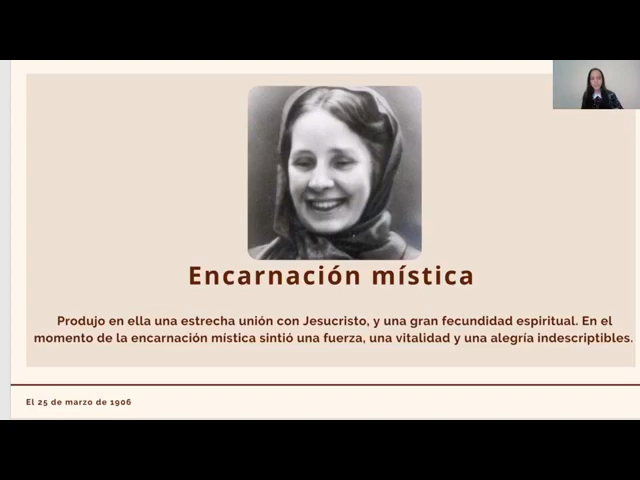 Encarnación mística
Produjo en ella una estrecha unión con Jesucristo, y una gran fecundidad espiritual. En el
momento de la encarnación mística sintió una fuerza, una vitalidad y una alegría indescriptibles.
El 25 de marzo de 1906